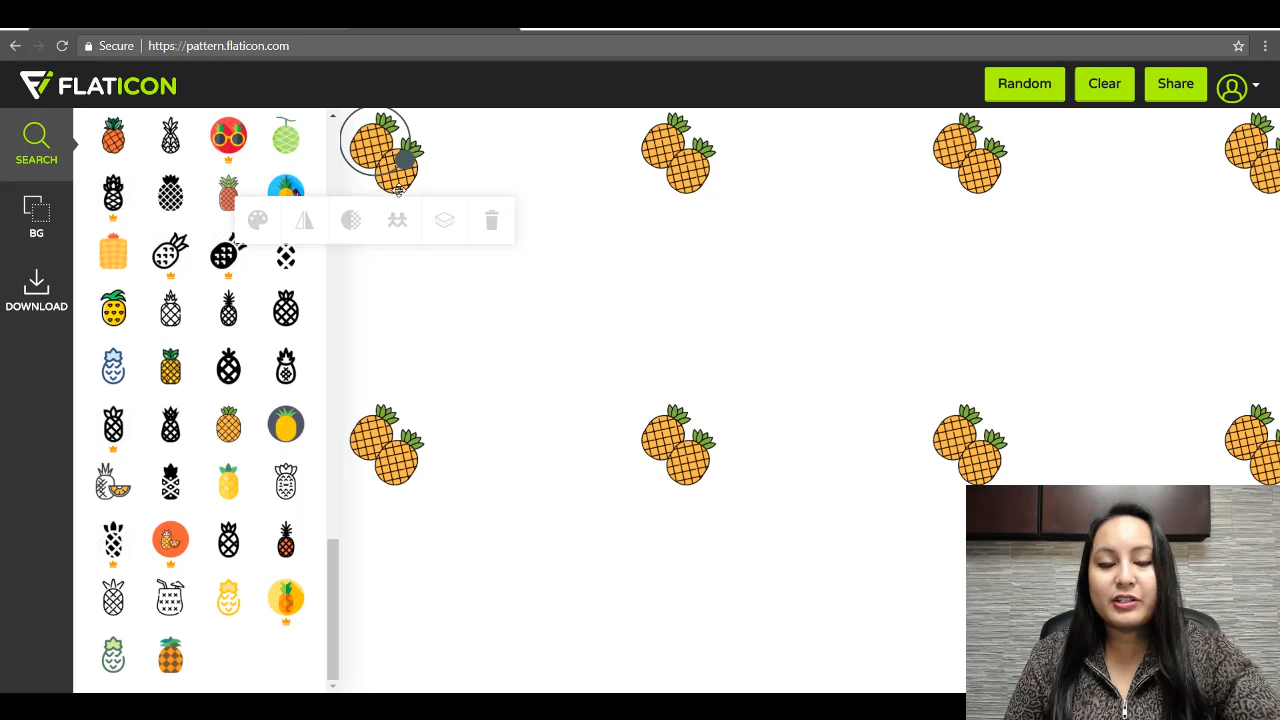 Secure
https://pattern.flaticon.com
FLATICON
Random
Clear
Share
SEARCH
BG
DOWNLOAD